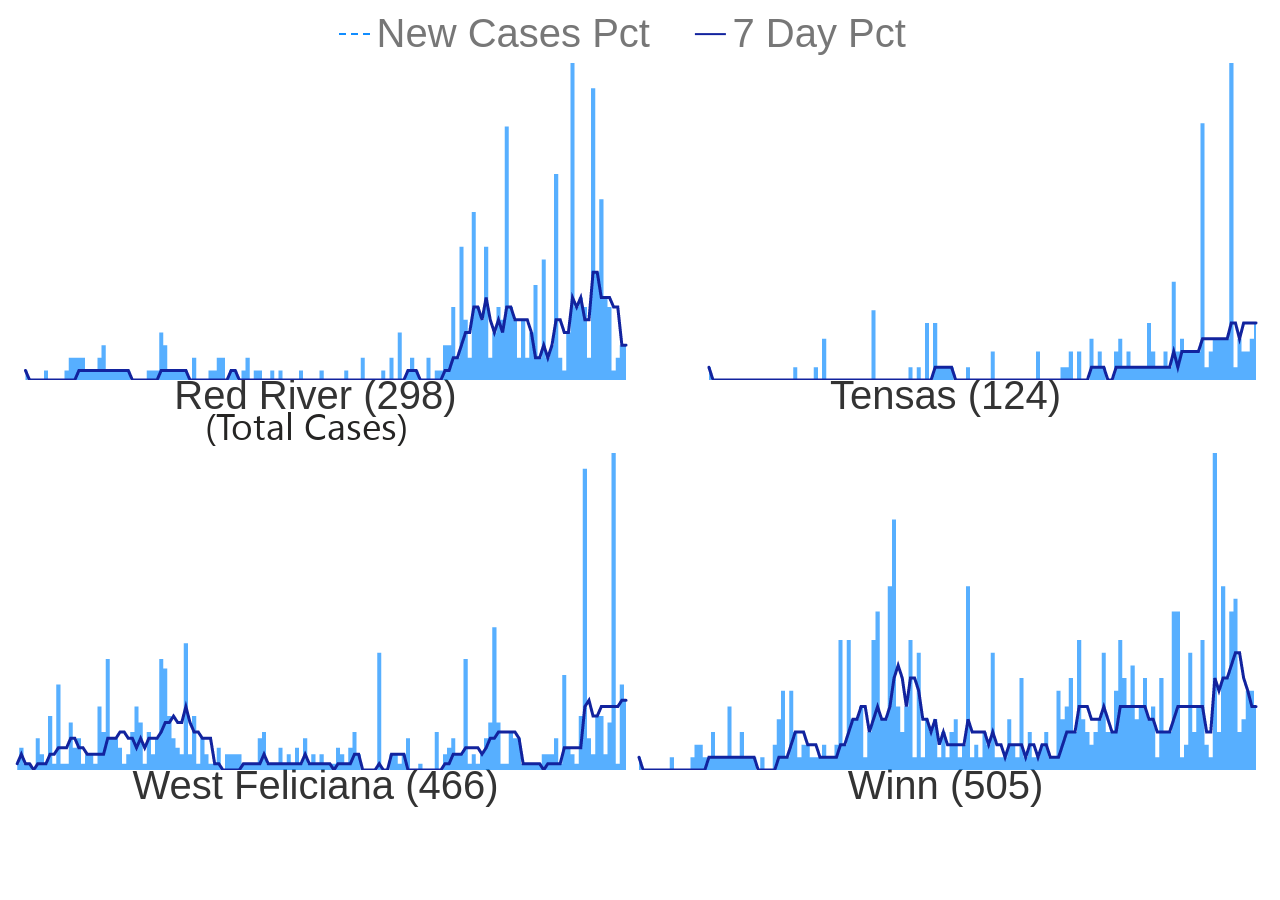 New Cases Pct 7 Day Pct
Red River (298) Tensas (124)
(Total Cases)
West Feliciana (466) Winn (505)